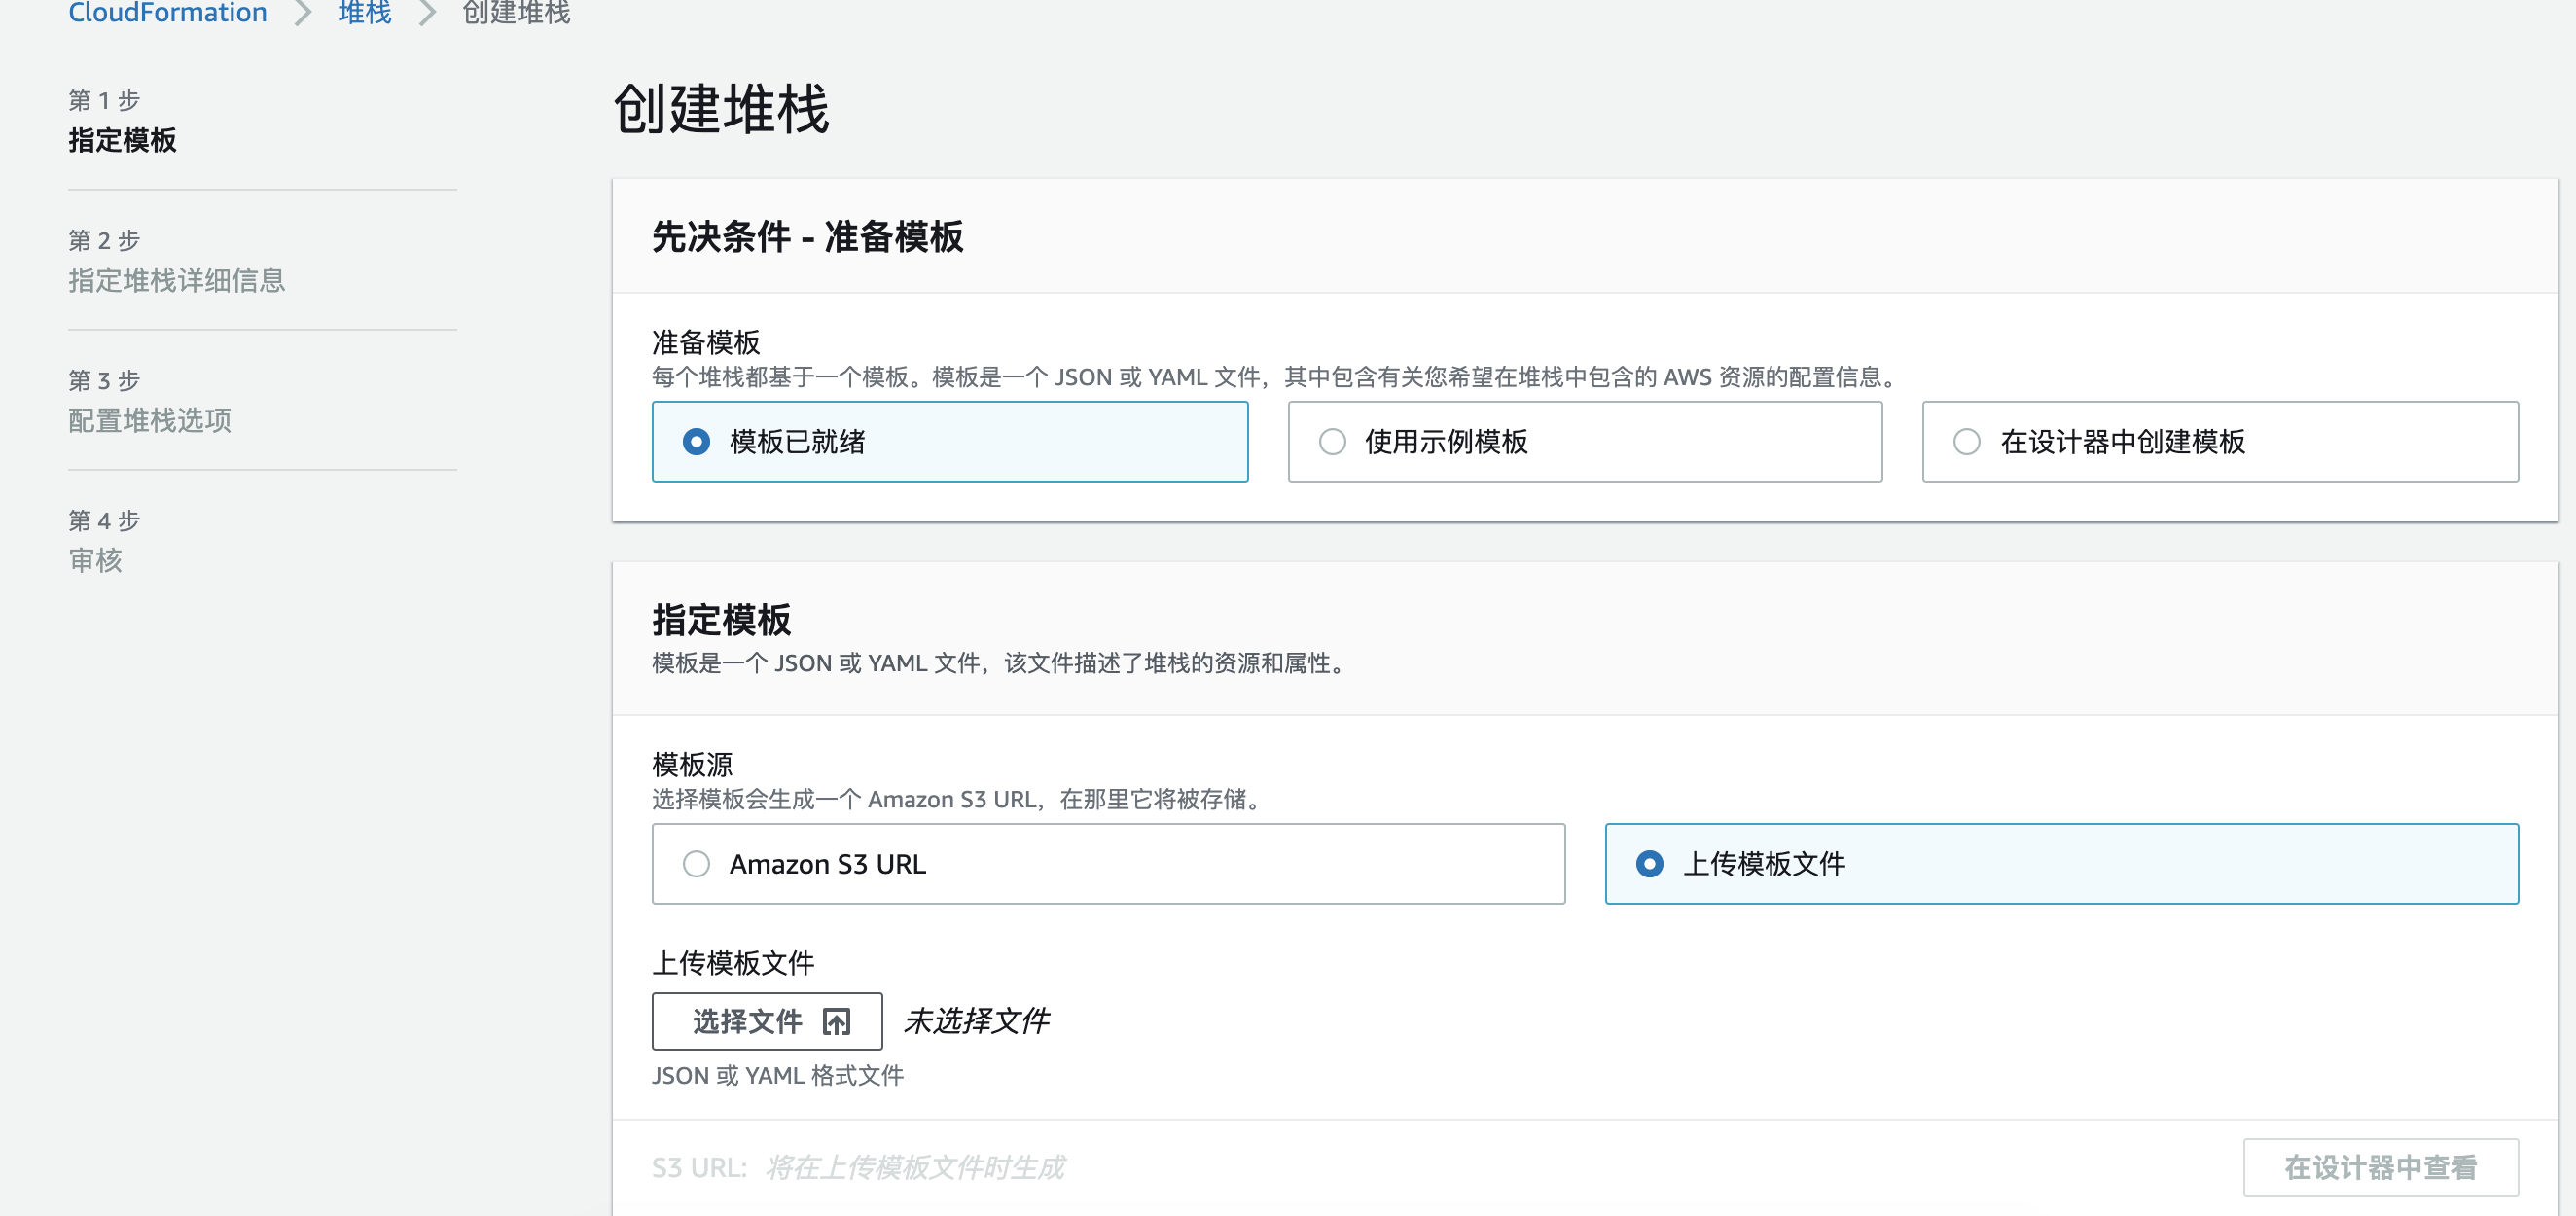 CloudFormation > 堆栈 > 创建堆栈
第 1 步
指定模板
第 2 步
指定堆栈详细信息
第 3 步
配置堆栈选项
第 4 步
审核
创建堆栈
先决条件 - 准备模板
准备模板
每个堆栈都基于一个模板。模板是一个 JSON 或 YAML 文件，其中包含有关您希望在堆栈中包含的 AWS 资源的配置信息。
模板已就绪
使用示例模板
在设计器中创建模板
指定模板
模板是一个 JSON 或 YAML 文件，该文件描述了堆栈的资源和属性。
模板源
选择模板会生成一个 Amazon S3 URL，在那里它将被存储。
Amazon S3 URL
上传模板文件
上传模板文件
选择文件 未选择文件
JSON 或 YAML 格式文件
S3 URL: 将在上传模板文件时生成
在设计器中查看